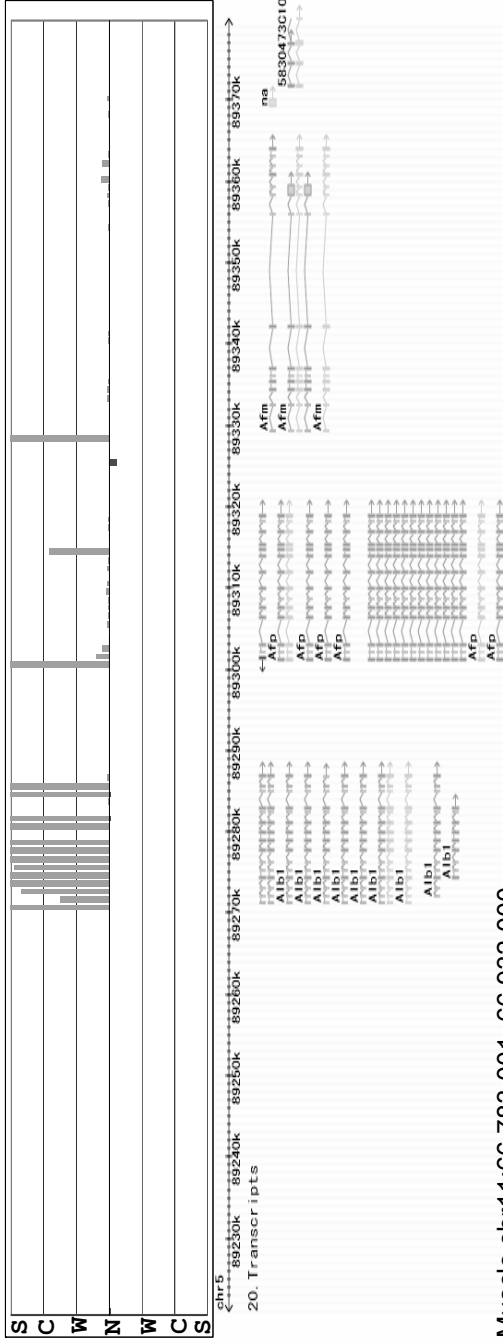 S
C
W
N
W
C
S
chr5
89230k 89240k 89250k 89260k 89270k 89280k 89290k 89300k 89310k 89320k 89330k 89340k 89350k 89360k 89370k
20. Transcripts
Afm na
Afp
Alb1 Afm 5830473C10
Alb1 Afp
Alb1 Afp Afm
Alb1 Afp
Alb1
Alb1
Alb1
Alb1
Alb1
Afp
Afp